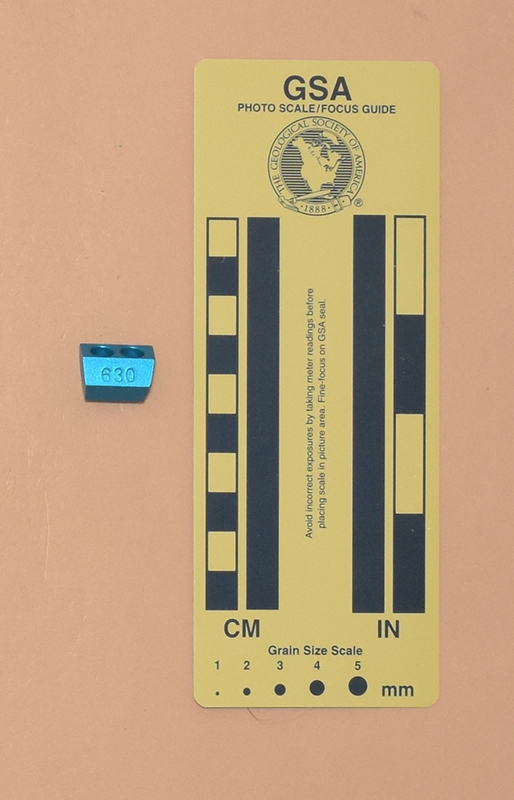 GSA
PHOTO SCALE/FOCUS GUIDE
THE GEOLOGICAL SOCIETY OF AMERICA
·1888·
®
630
Avoid incorrect exposures by taking meter readings before
placing scale in picture area. Fine-focus on GSA seal.
CM IN
Grain Size Scale
1 2 3 4 5
mm